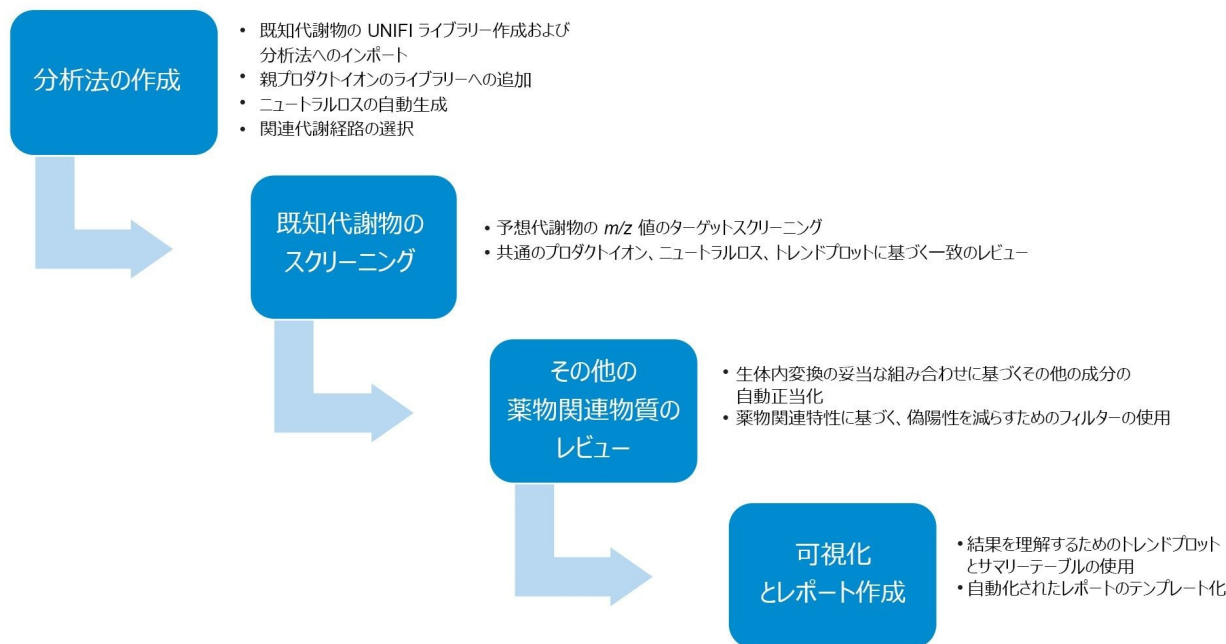 分析法の作成
• 既知代謝物の UNIFI ライブラリー作成および
分析法へのインポート
• 親プロダクトイオンのライブラリーへの追加
• ニュートラルロスの自動生成
• 関連代謝経路の選択
既知代謝物の
スクリーニング
• 予想代謝物の m/z 値のターゲットスクリーニング
• 共通のプロダクトイオン、ニュートラルロス、トレンドプロットに基づく一致のレビュー
その他の
薬物関連物質の
レビュー
• 生体内変換の妥当な組み合わせに基づくその他の成分の
自動正当化
• 薬物関連特性に基づく、偽陽性を減らすためのフィルターの使用
可視化
とレポート作成
• 結果を理解するためのトレンドプロット
とサマリーテーブルの使用
• 自動化されたレポートのテンプレート化